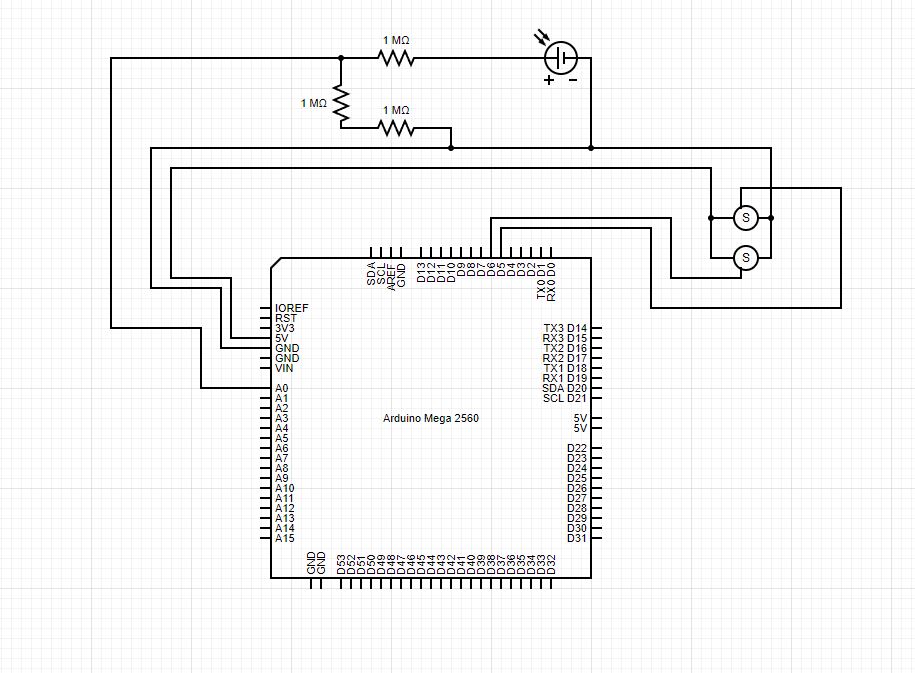 1 MΩ
+ −
1 MΩ
1 MΩ
S
S
SDA
SCL
AREF
GND
D13
D12
D11
D10
D9
D8
D7
D6
D5
D4
D3
D2
TX0 D1
RX0 D0
IOREF
RST
3V3
5V
GND
GND
VIN
A0
A1
A2
A3
A4
A5
A6
A7
A8
A9
A10
A11
A12
A13
A14
A15
Arduino Mega 2560
TX3 D14
RX3 D15
TX2 D16
RX2 D17
TX1 D18
RX1 D19
SDA D20
SCL D21
5V
5V
D22
D23
D24
D25
D26
D27
D28
D29
D30
D31
GND
GND
D53
D52
D51
D50
D49
D48
D47
D46
D45
D44
D43
D42
D41
D40
D39
D38
D37
D36
D35
D34
D33
D32